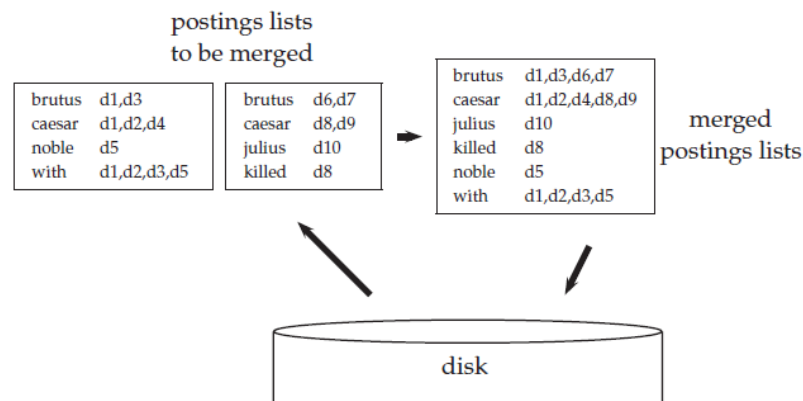 postings lists
to be merged
brutus d1,d3
caesar d1,d2,d4
noble d5
with d1,d2,d3,d5
brutus d6,d7
caesar d8,d9
julius d10
killed d8
brutus d1,d3,d6,d7
caesar d1,d2,d4,d8,d9
julius d10
killed d8
noble d5
with d1,d2,d3,d5
merged
postings lists
disk